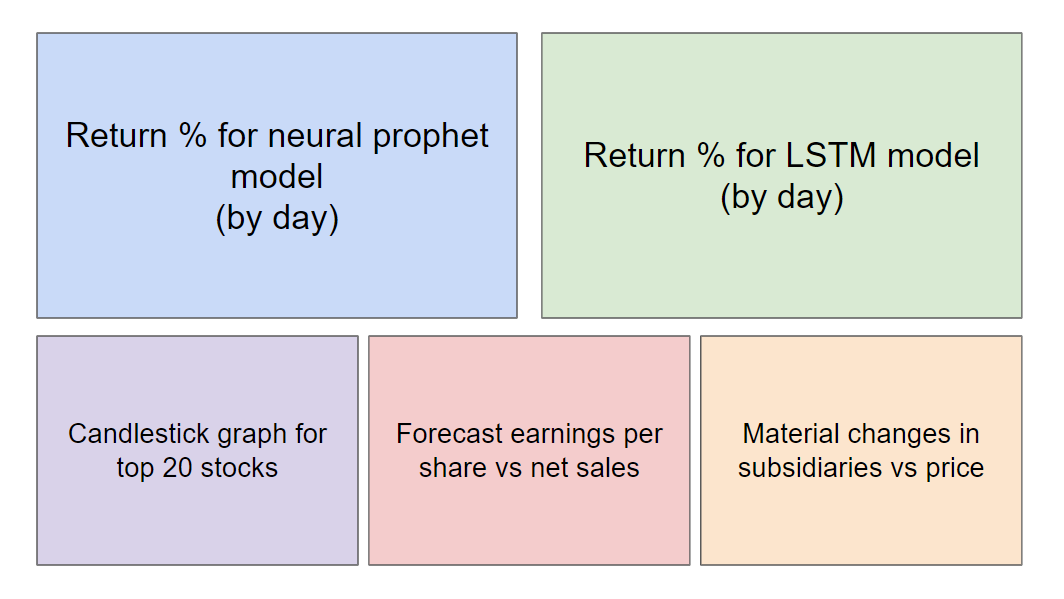 Return % for neural prophet
model
(by day)
Return % for LSTM model
(by day)
Candlestick graph for
top 20 stocks
Forecast earnings per
share vs net sales
Material changes in
subsidiaries vs price